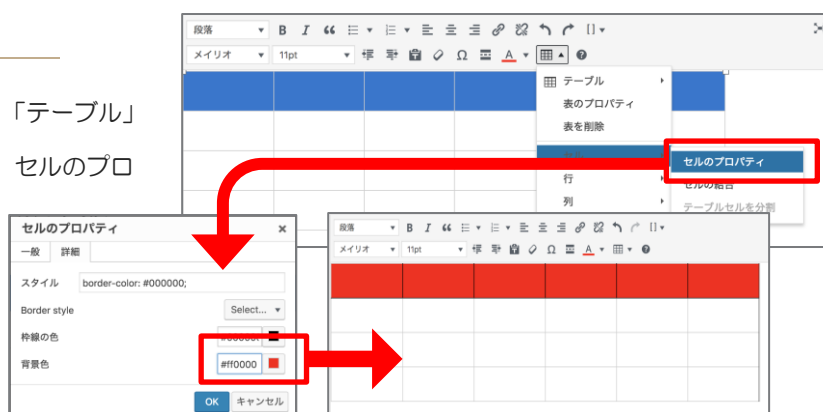 段落 B I
メイリオ 11pt Ω A
テーブル
表のプロパティ
表を削除
「テーブル」
セルのプロ
セルのプロパティ
行
セルの結合
列
テーブルセルを分割
セルのプロパティ ×
一般 詳細
スタイル border-color: #000000;
Border style Select...
枠線の色
背景色 #ff0000
OK キャンセル
段落 B I
メイリオ 11pt Ω A